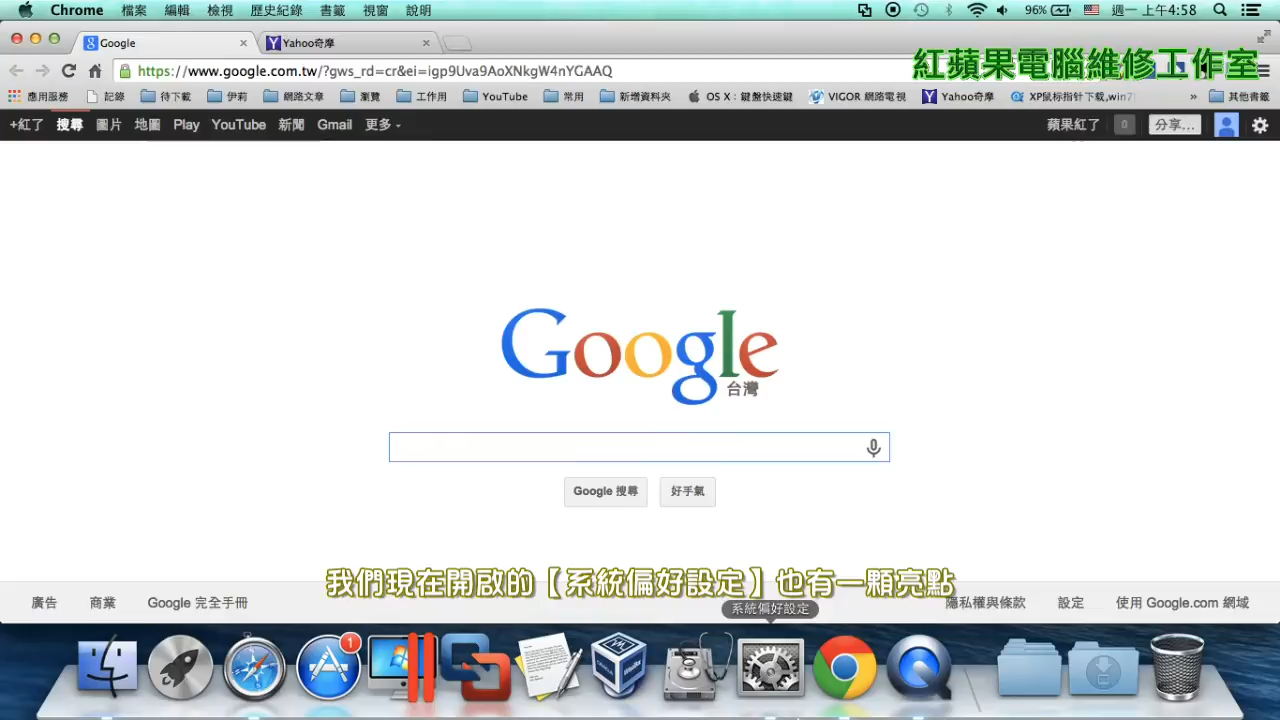 Chrome 檔案 編輯 檢視 歷史紀錄 書籤 視窗 說明 96% 週一 上午4:58
Google Yahoo奇摩
https://www.google.com.tw/?gws_rd=cr&ei=igp9Uva9AoXNkgW4nYGAAQ
紅蘋果電腦維修工作室
應用服務 記錄 待下載 伊莉 網路文章 瀏覽 工作用 YouTube 常用 新增資料夾 OS X：鍵盤快速鍵 VIGOR 網路電視 Yahoo奇摩 XP鼠标指针下载,win7 » 其他書籤
+紅了 搜尋 圖片 地圖 Play YouTube 新聞 Gmail 更多 蘋果紅了 0 分享...
Google
台灣
Google 搜尋 好手氣
我們現在開啟的【系統偏好設定】也有一顆亮點
廣告 商業 Google 完全手冊 隱私權與條款 設定 使用 Google.com 網域
系統偏好設定
1